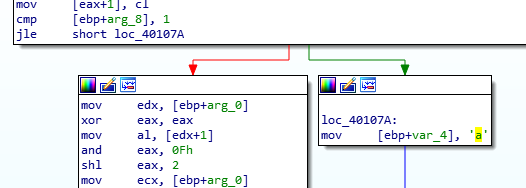 mov [eax+1], cl
cmp [ebp+arg_8], 1
jle short loc_40107A
mov edx, [ebp+arg_0]
xor eax, eax
mov al, [edx+1]
and eax, 0Fh
shl eax, 2
mov ecx, [ebp+arg_0]
loc_40107A:
mov [ebp+var_4], 'a'